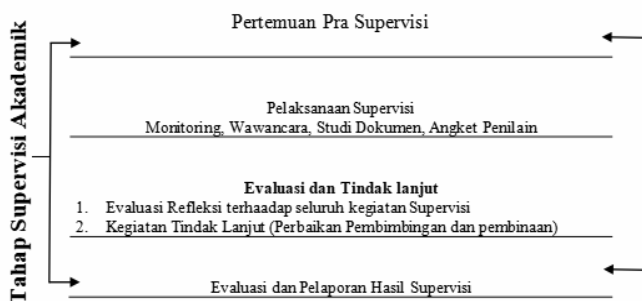 Tahap Supervisi Akademik
Pertemuan Pra Supervisi
Pelaksanaan Supervisi
Monitoring, Wawancara, Studi Dokumen, Angket Penilain
Evaluasi dan Tindak lanjut
1. Evaluasi Refleksi terhaadap seluruh kegiatan Supervisi
2. Kegiatan Tindak Lanjut (Perbaikan Pembimbingan dan pembinaan)
Evaluasi dan Pelaporan Hasil Supervisi